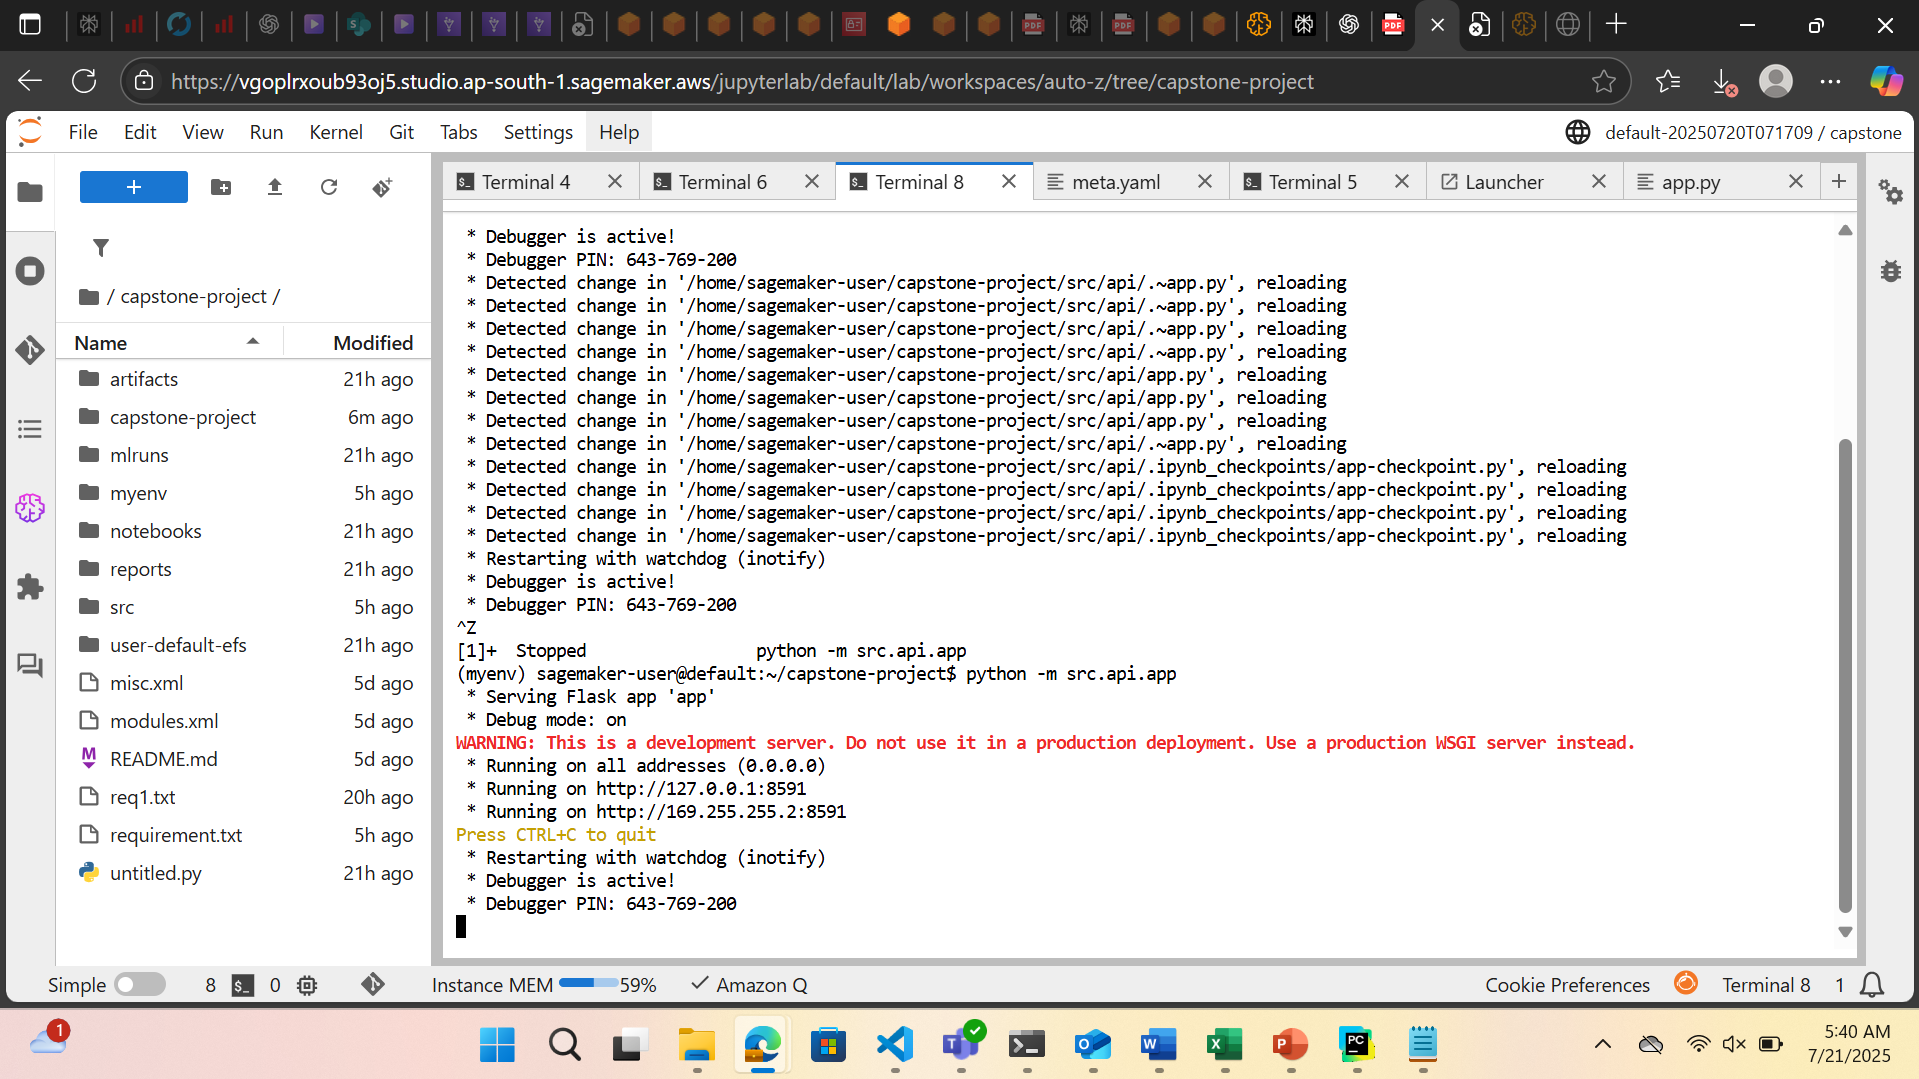 https://vgoplrxoub93oj5.studio.ap-south-1.sagemaker.aws/jupyterlab/default/lab/workspaces/auto-z/tree/capstone-project
File Edit View Run Kernel Git Tabs Settings Help
default-20250720T071709 / capstone
Terminal 4
Terminal 6
Terminal 8
meta.yaml
Terminal 5
Launcher
app.py
/ capstone-project /
Name Modified
artifacts 21h ago
capstone-project 6m ago
mlruns 21h ago
myenv 5h ago
notebooks 21h ago
reports 21h ago
src 5h ago
user-default-efs 21h ago
misc.xml 5d ago
modules.xml 5d ago
README.md 5d ago
req1.txt 20h ago
requirement.txt 5h ago
untitled.py 21h ago
* Debugger is active!
* Debugger PIN: 643-769-200
* Detected change in '/home/sagemaker-user/capstone-project/src/api/.~app.py', reloading
* Detected change in '/home/sagemaker-user/capstone-project/src/api/.~app.py', reloading
* Detected change in '/home/sagemaker-user/capstone-project/src/api/.~app.py', reloading
* Detected change in '/home/sagemaker-user/capstone-project/src/api/.~app.py', reloading
* Detected change in '/home/sagemaker-user/capstone-project/src/api/app.py', reloading
* Detected change in '/home/sagemaker-user/capstone-project/src/api/app.py', reloading
* Detected change in '/home/sagemaker-user/capstone-project/src/api/app.py', reloading
* Detected change in '/home/sagemaker-user/capstone-project/src/api/.~app.py', reloading
* Detected change in '/home/sagemaker-user/capstone-project/src/api/.ipynb_checkpoints/app-checkpoint.py', reloading
* Detected change in '/home/sagemaker-user/capstone-project/src/api/.ipynb_checkpoints/app-checkpoint.py', reloading
* Detected change in '/home/sagemaker-user/capstone-project/src/api/.ipynb_checkpoints/app-checkpoint.py', reloading
* Detected change in '/home/sagemaker-user/capstone-project/src/api/.ipynb_checkpoints/app-checkpoint.py', reloading
* Restarting with watchdog (inotify)
* Debugger is active!
* Debugger PIN: 643-769-200
^Z
[1]+  Stopped                 python -m src.api.app
(myenv) sagemaker-user@default:~/capstone-project$ python -m src.api.app
* Serving Flask app 'app'
* Debug mode: on
WARNING: This is a development server. Do not use it in a production deployment. Use a production WSGI server instead.
* Running on all addresses (0.0.0.0)
* Running on http://127.0.0.1:8591
* Running on http://169.255.255.2:8591
Press CTRL+C to quit
* Restarting with watchdog (inotify)
* Debugger is active!
* Debugger PIN: 643-769-200
Simple 8 0 Instance MEM 59% Amazon Q Cookie Preferences Terminal 8 1
1
5:40 AM
7/21/2025